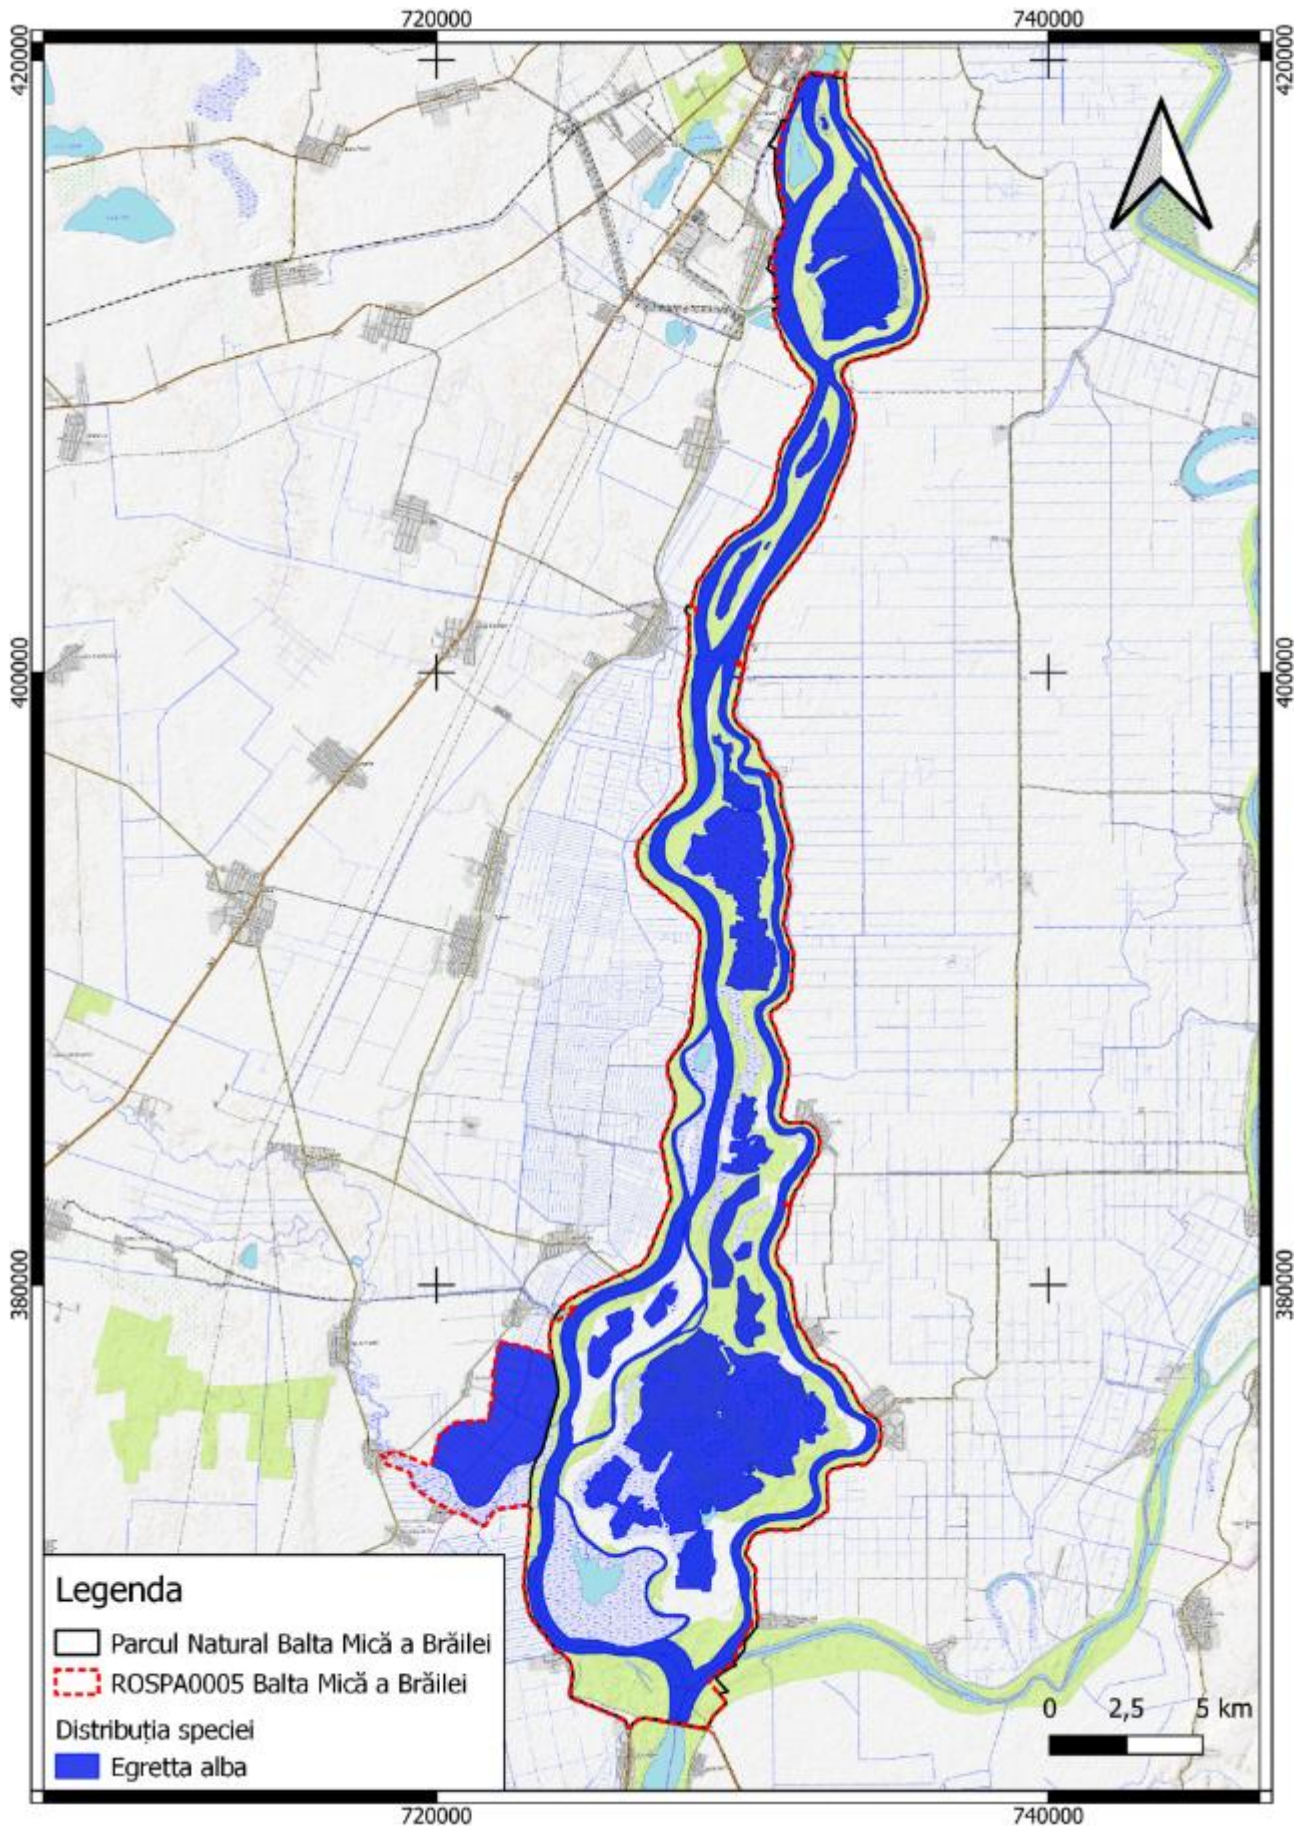 720000
740000
420000
420000
400000
400000
380000
380000
Legenda
Parcul Natural Balta Mică a Brăilei
ROSPA0005 Balta Mică a Brăilei
Distribuția speciei
Egretta alba
0 2,5 5 km
720000
740000